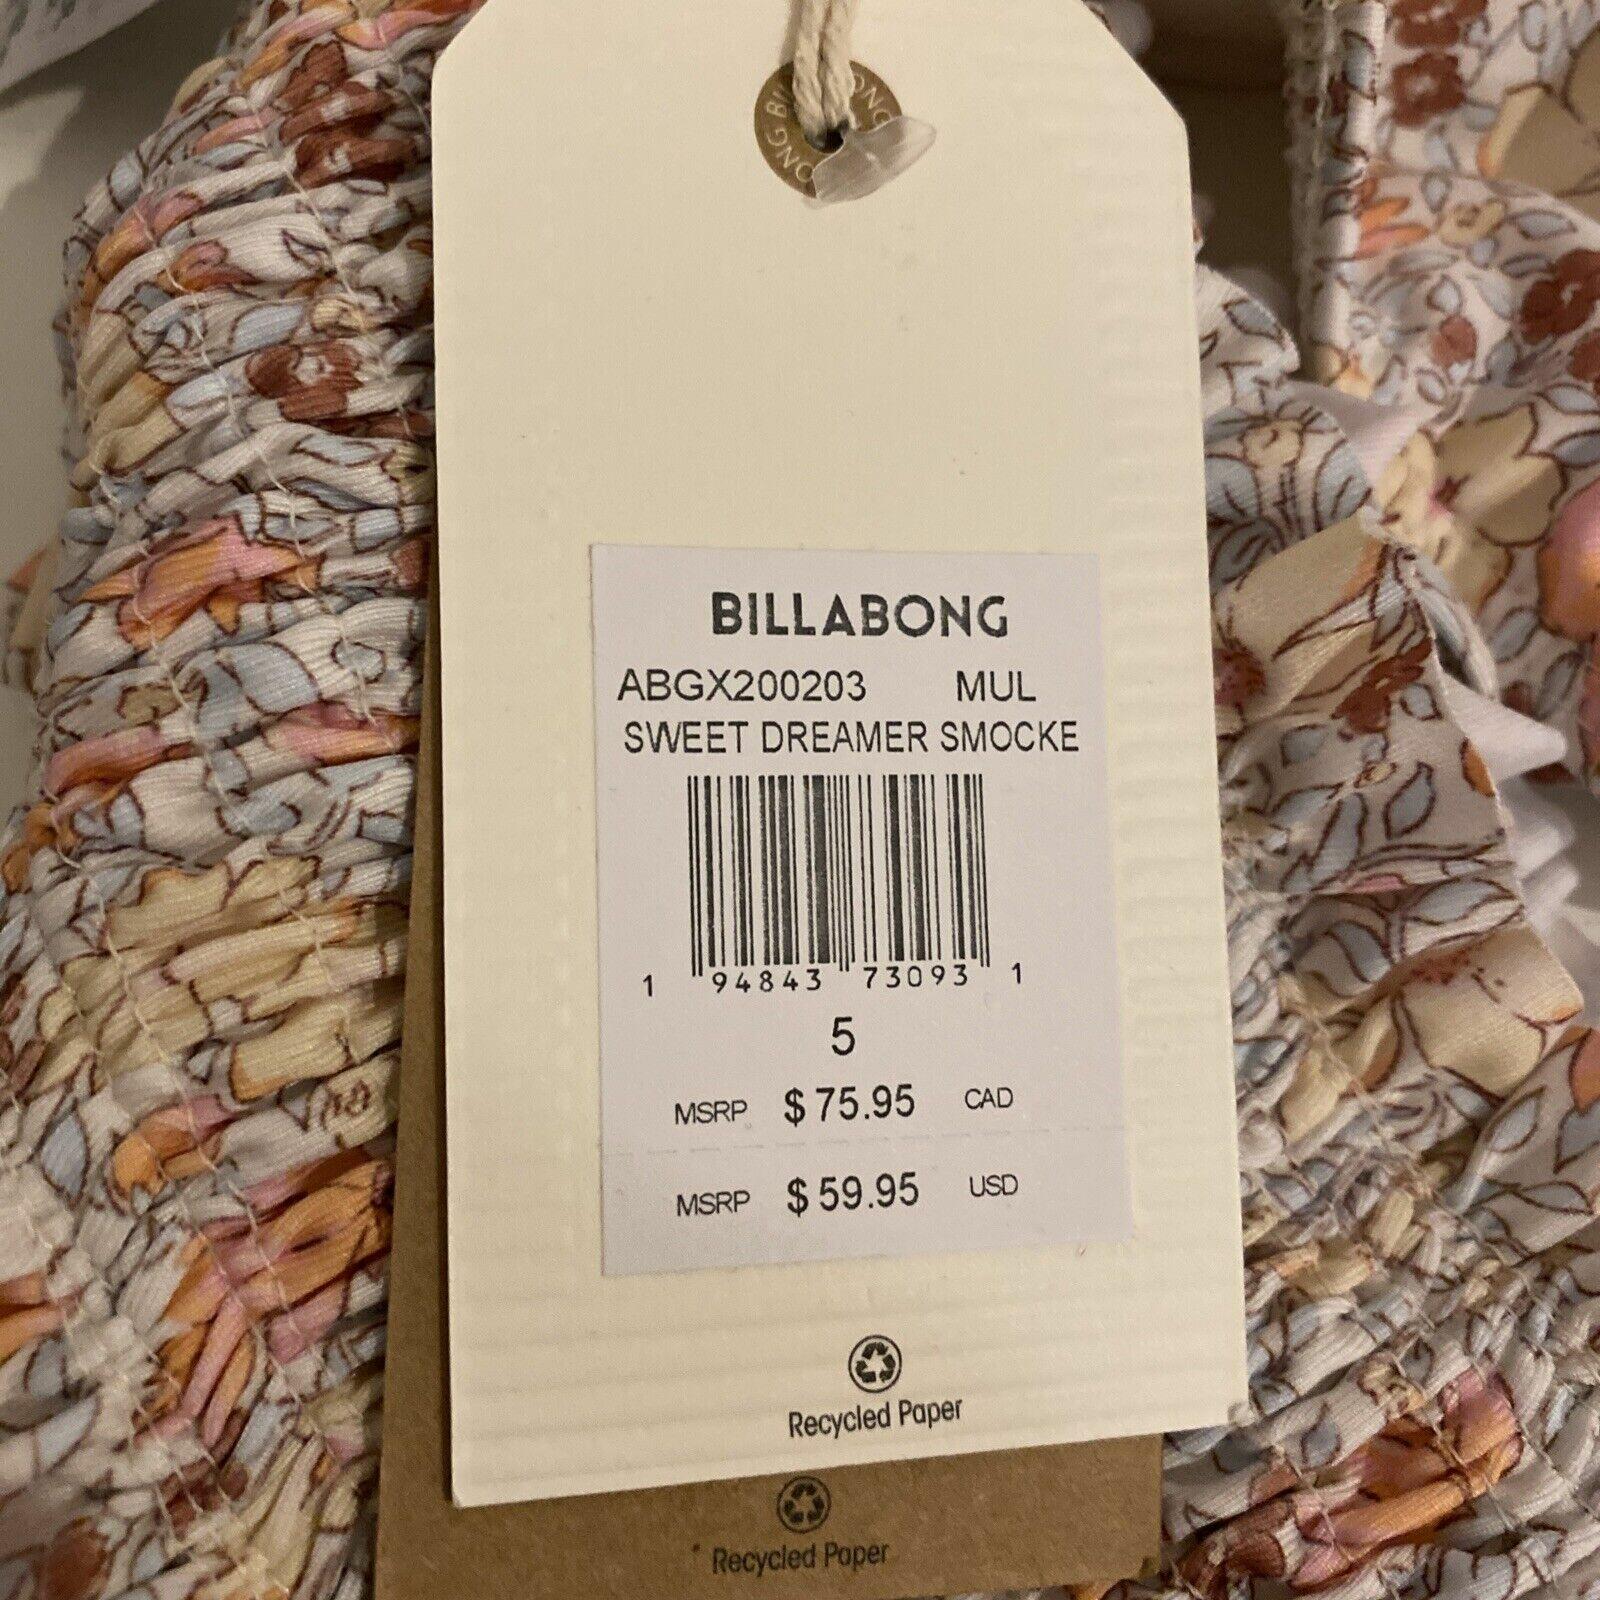 BILLABONG
ABGX200203 MUL
SWEET DREAMER SMOCKE
1 94843 73093 1
5
MSRP $ 75.95 CAD
MSRP $ 59.95 USD
Recycled Paper
Recycled Paper